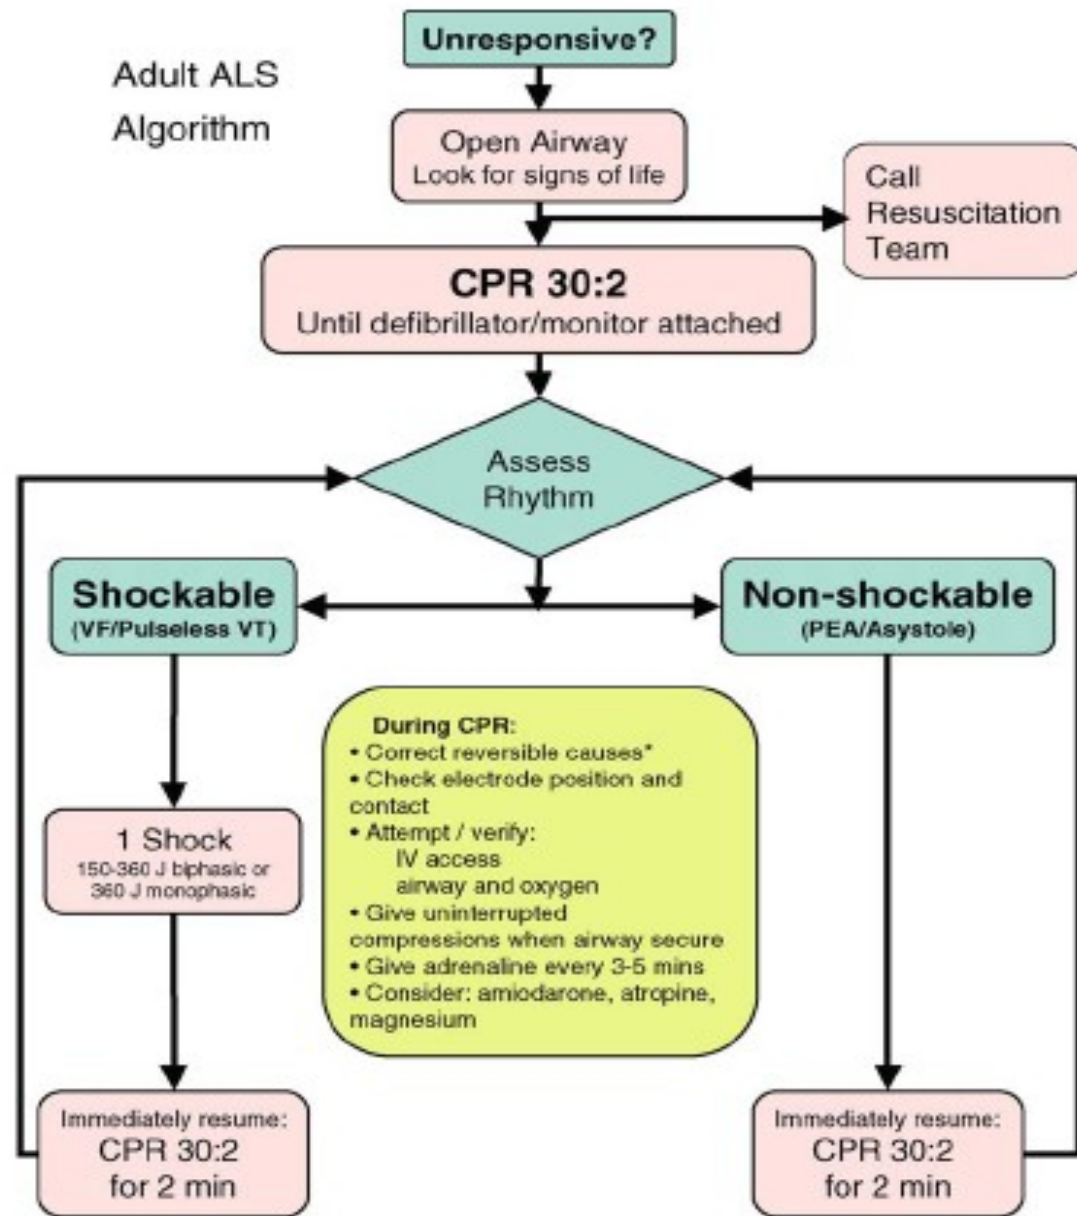 Adult ALS
Algorithm
Unresponsive?
Open Airway
Look for signs of life
Call
Resuscitation
Team
CPR 30:2
Until defibrillator/monitor attached
Assess
Rhythm
Shockable
(VF/Pulseless VT)
Non-shockable
(PEA/Asystole)
1 Shock
150-360 J biphasic or
360 J monophasic
During CPR:
• Correct reversible causes*
• Check electrode position and
contact
• Attempt / verify:
IV access
airway and oxygen
• Give uninterrupted
compressions when airway secure
• Give adrenaline every 3-5 mins
• Consider: amiodarone, atropine,
magnesium
Immediately resume:
CPR 30:2
for 2 min
Immediately resume:
CPR 30:2
for 2 min